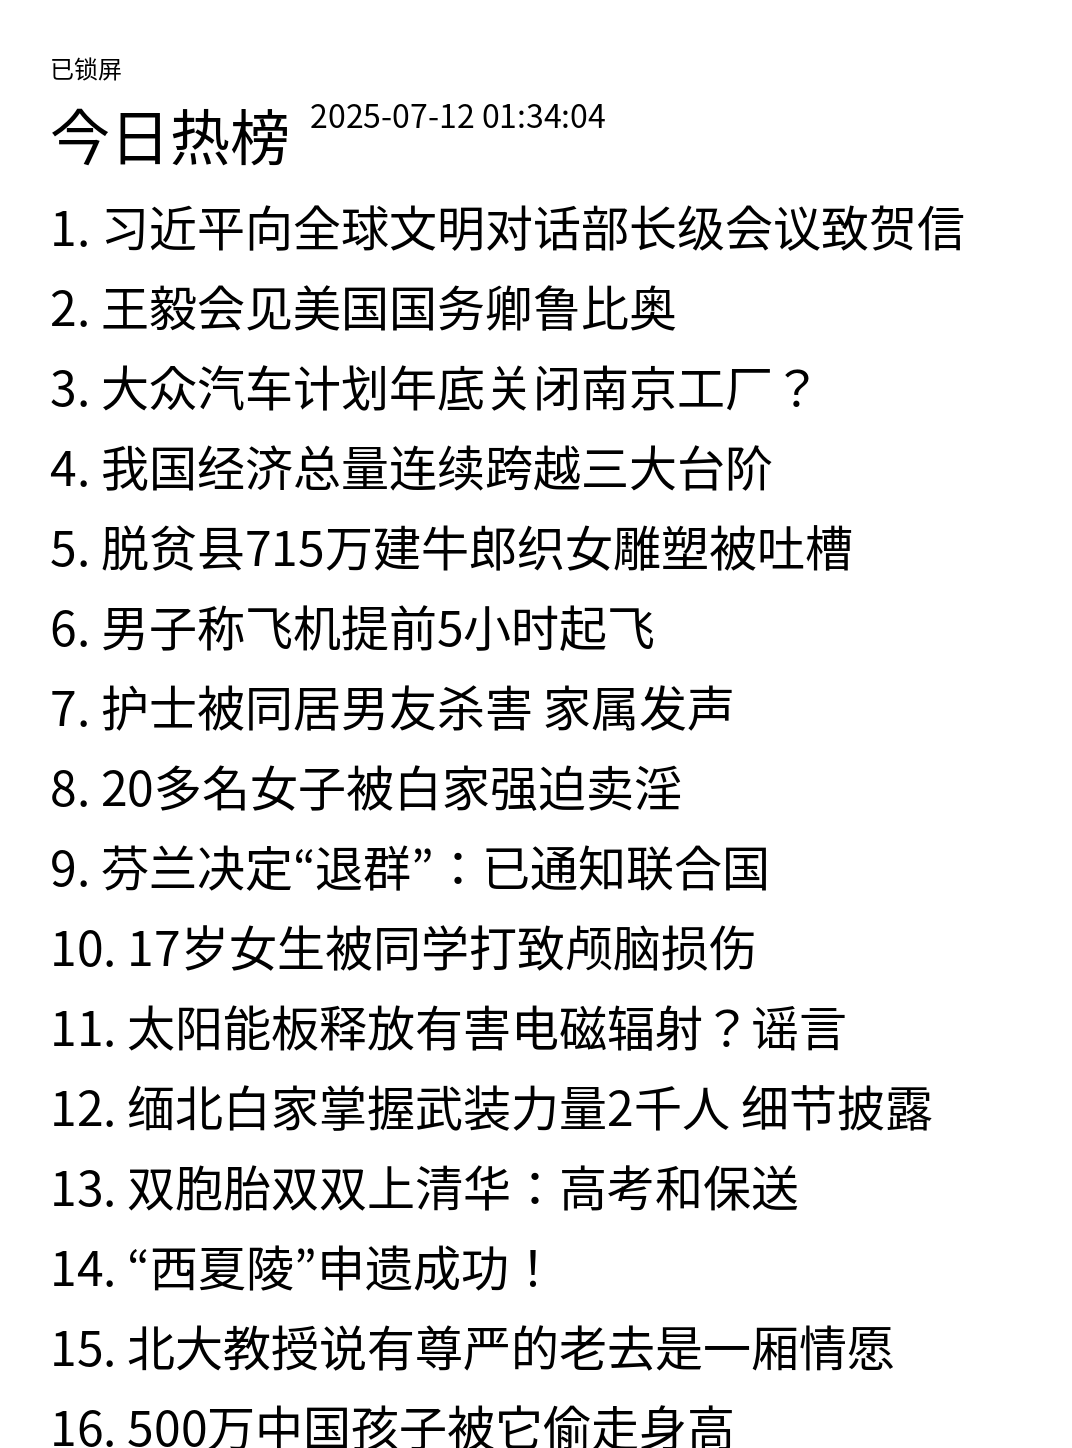 已锁屏
今日热榜 2025-07-12 01:34:04
1. 习近平向全球文明对话部长级会议致贺信
2. 王毅会见美国国务卿鲁比奥
3. 大众汽车计划年底关闭南京工厂？
4. 我国经济总量连续跨越三大台阶
5. 脱贫县715万建牛郎织女雕塑被吐槽
6. 男子称飞机提前5小时起飞
7. 护士被同居男友杀害 家属发声
8. 20多名女子被白家强迫卖淫
9. 芬兰决定“退群”：已通知联合国
10. 17岁女生被同学打致颅脑损伤
11. 太阳能板释放有害电磁辐射？谣言
12. 缅北白家掌握武装力量2千人 细节披露
13. 双胞胎双双上清华：高考和保送
14. “西夏陵”申遗成功！
15. 北大教授说有尊严的老去是一厢情愿
16. 500万中国孩子被它偷走身高